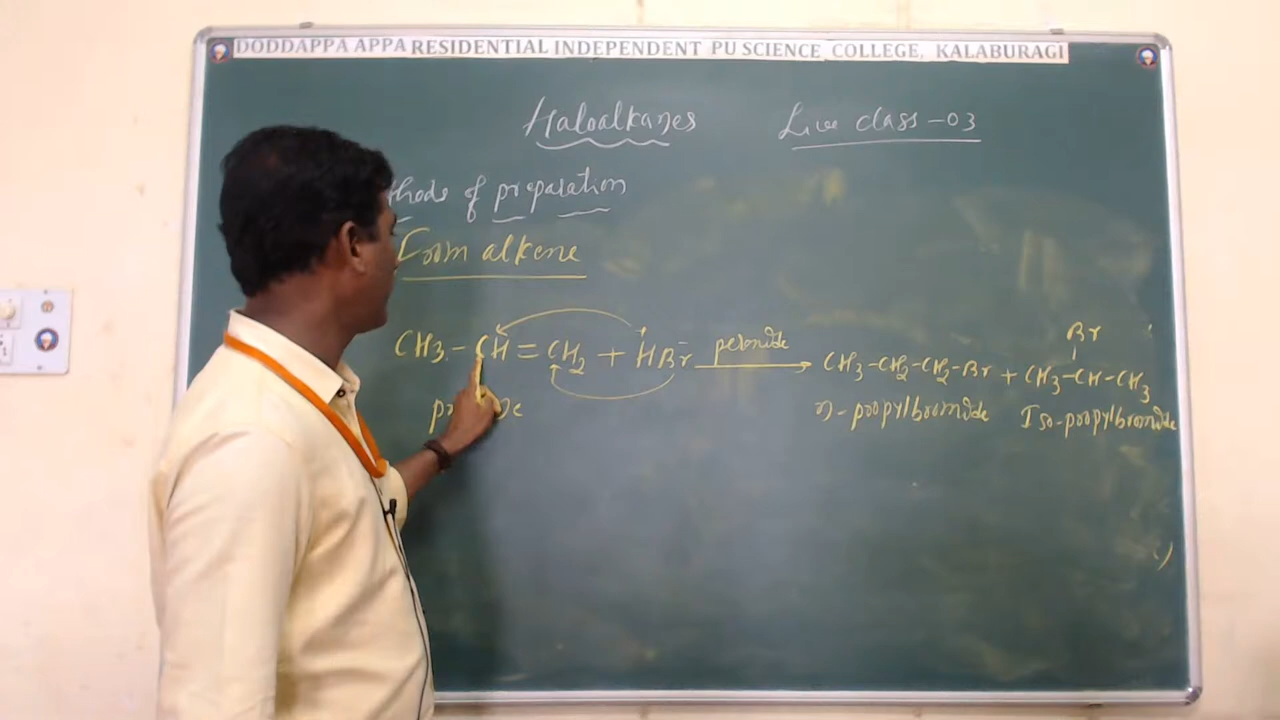 DODDAPPA APPA RESIDENTIAL INDEPENDENT PU SCIENCE COLLEGE, KALABURAGI
Haloalkanes Live class-03
thods of preparation
From alkene
Br
CH3-CH=CH2 + HBr peroxide CH3-CH2-CH2-Br + CH3-CH-CH3
n-propylbromide Iso-propylbromide